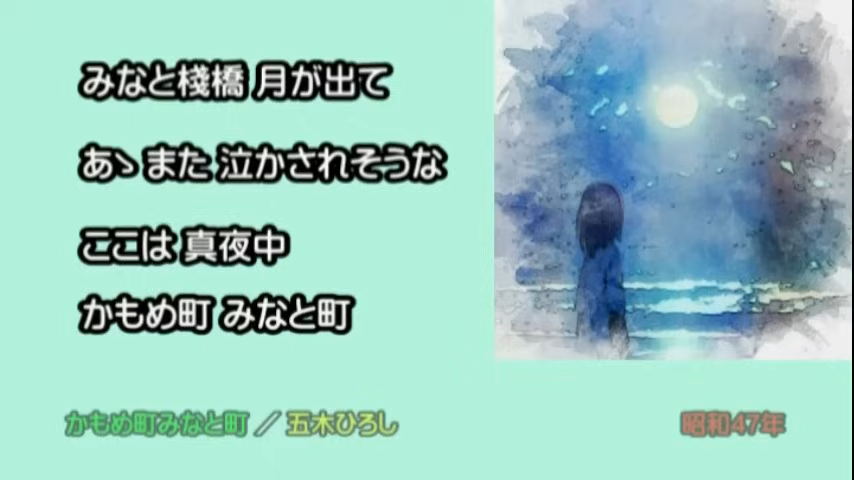 みなと棧橋 月が出て
あゝ また 泣かされそうな
ここは 真夜中
かもめ町 みなと町
かもめ町みなと町 / 五木ひろし
昭和47年